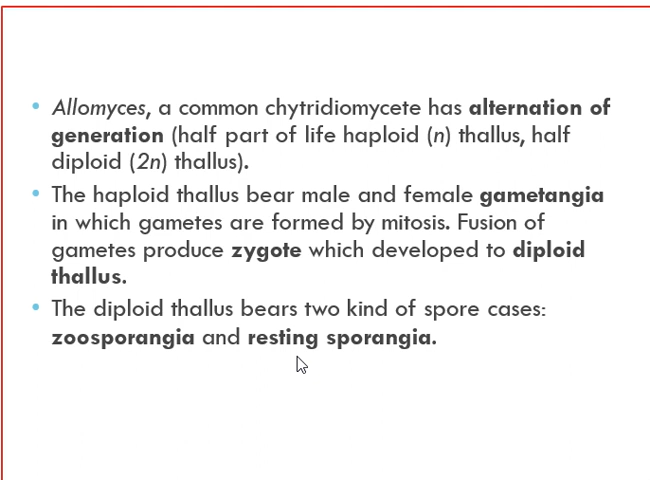 • Allomyces, a common chytridiomycete has alternation of
generation (half part of life haploid (n) thallus, half
diploid (2n) thallus).
• The haploid thallus bear male and female gametangia
in which gametes are formed by mitosis. Fusion of
gametes produce zygote which developed to diploid
thallus.
• The diploid thallus bears two kind of spore cases:
zoosporangia and resting sporangia.